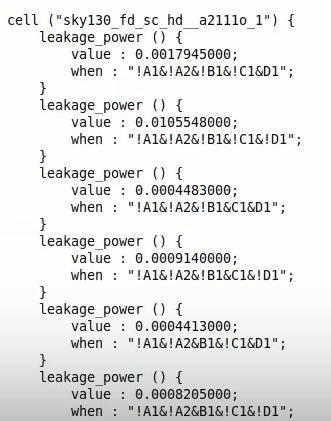 cell ("sky130_fd_sc_hd__a2111o_1") {
leakage_power () {
value : 0.0017945000;
when : "!A1&!A2&!B1&!C1&D1";
}
leakage_power () {
value : 0.0105548000;
when : "!A1&!A2&!B1&!C1&!D1";
}
leakage_power () {
value : 0.0004483000;
when : "!A1&!A2&!B1&C1&D1";
}
leakage_power () {
value : 0.0009140000;
when : "!A1&!A2&!B1&C1&!D1";
}
leakage_power () {
value : 0.0004413000;
when : "!A1&!A2&B1&!C1&D1";
}
leakage_power () {
value : 0.0008205000;
when : "!A1&!A2&B1&!C1&!D1";